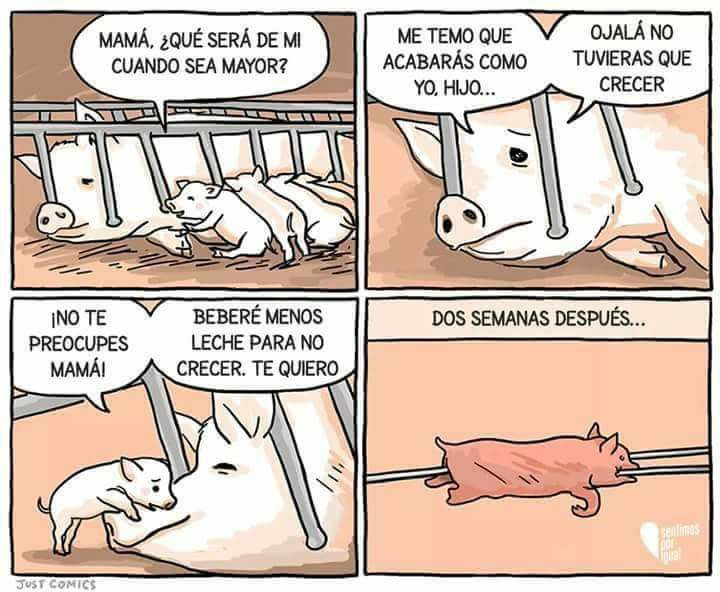 MAMÁ, ¿QUÉ SERÁ DE MI
CUANDO SEA MAYOR?
ME TEMO QUE
ACABARÁS COMO
YO, HIJO...
OJALÁ NO
TUVIERAS QUE
CRECER
¡NO TE
PREOCUPES
MAMÁ!
BEBERÉ MENOS
LECHE PARA NO
CRECER. TE QUIERO
DOS SEMANAS DESPUÉS...
sentimos
por
igual
JUST COMICS